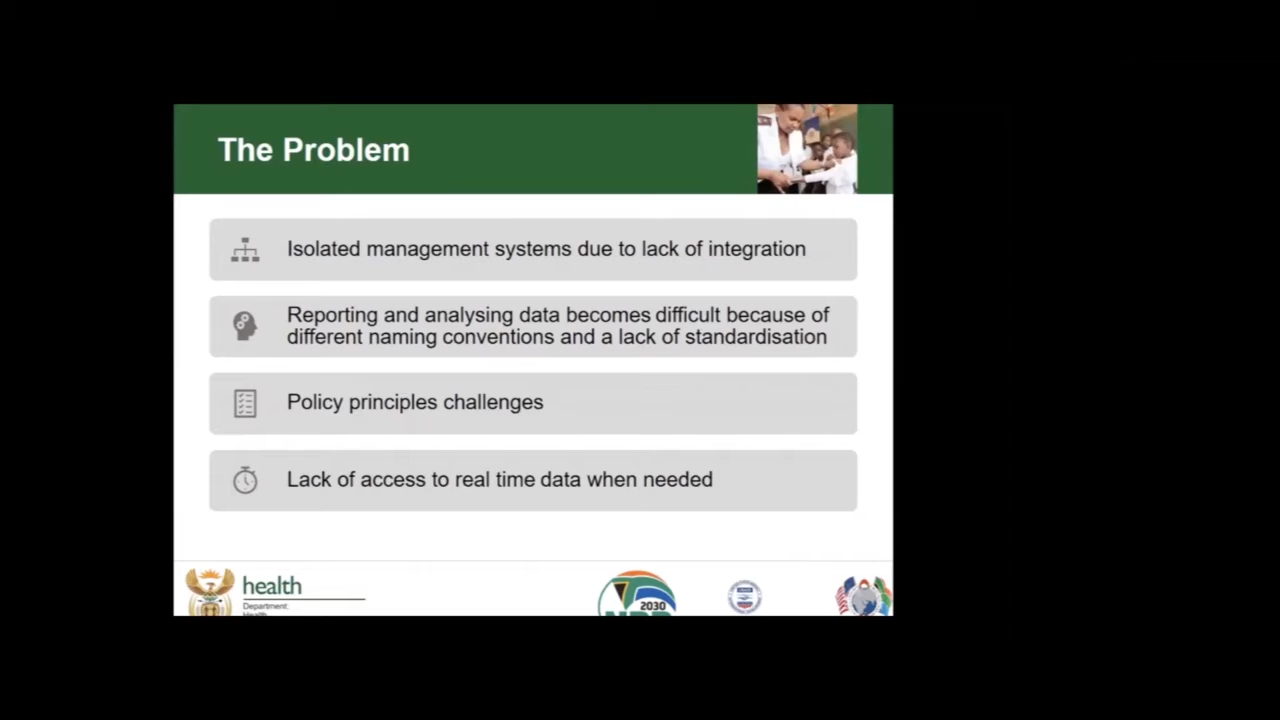 The Problem
Isolated management systems due to lack of integration
Reporting and analysing data becomes difficult because of
different naming conventions and a lack of standardisation
Policy principles challenges
Lack of access to real time data when needed
health
Department:
2030